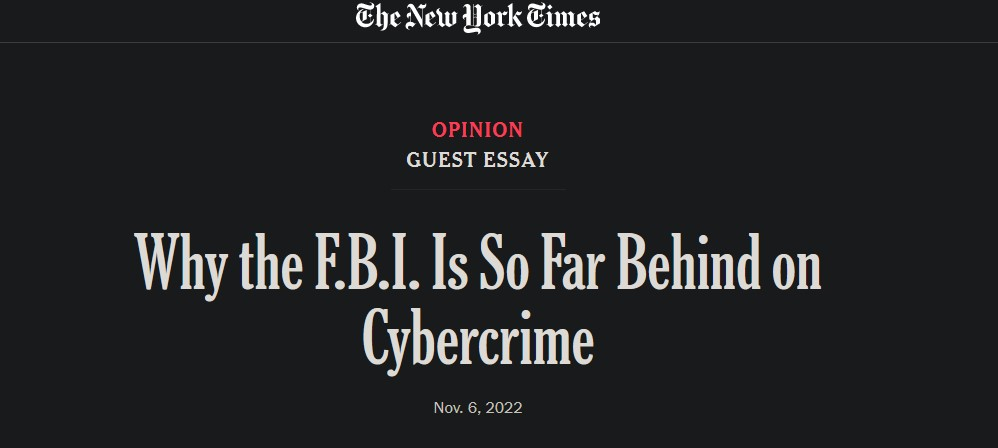 The New York Times
OPINION
GUEST ESSAY
Why the F.B.I. Is So Far Behind on
Cybercrime
Nov. 6, 2022